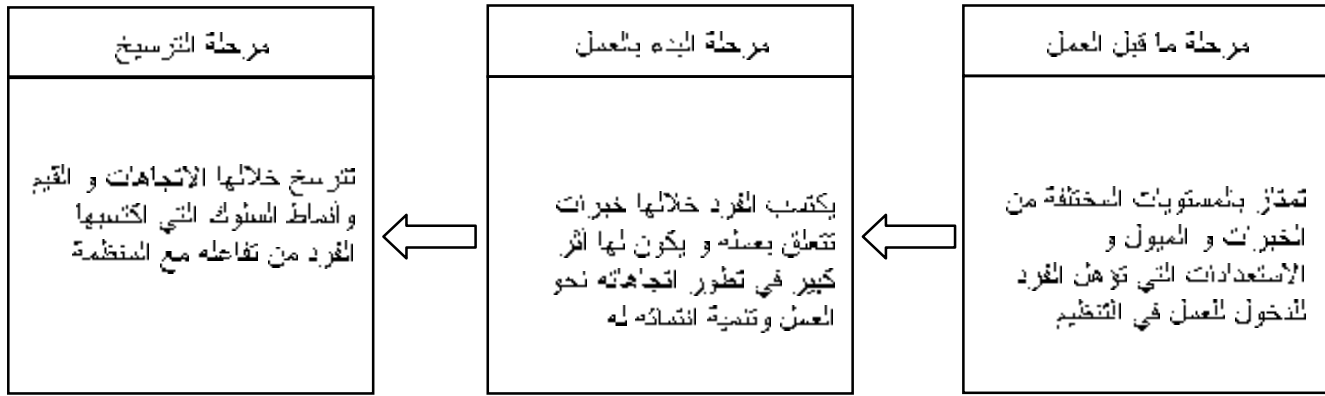 مرحلة ما قبل العمل
تمتاز بالمستويات المختلفة من
الخبرات و الميول و
الاستعدادات التي تؤهل الفرد
للدخول للعمل في التنظيم
مرحلة البدء بالعمل
يكتسب الفرد خلالها خبرات
تتعلق بعمله و يكون لها أثر
كبير في تطور اتجاهاته نحو
العمل وتنمية انتمائه له
مرحلة الترسيخ
تترسخ خلالها الاتجاهات و القيم
و أنماط السلوك التي اكتسبها
الفرد من تفاعله مع المنظمة